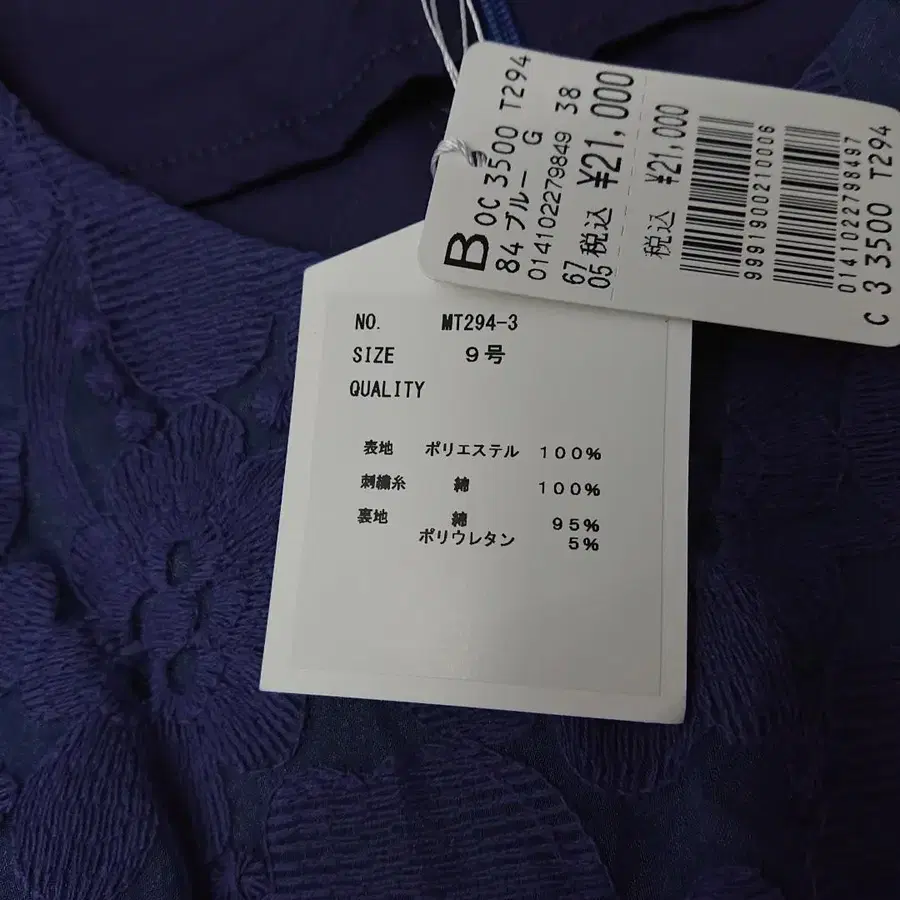 B OC 3500 T294
84 ブルー G
014102279849 38
67
05 税込 ¥21,000
税込 ¥21,000
9991900210006
0141022798497
C 3 3500 T294
NO. MT294-3
SIZE 9号
QUALITY
表地 ポリエステル 100%
刺繍糸 綿 100%
裏地 綿 95%
ポリウレタン 5%